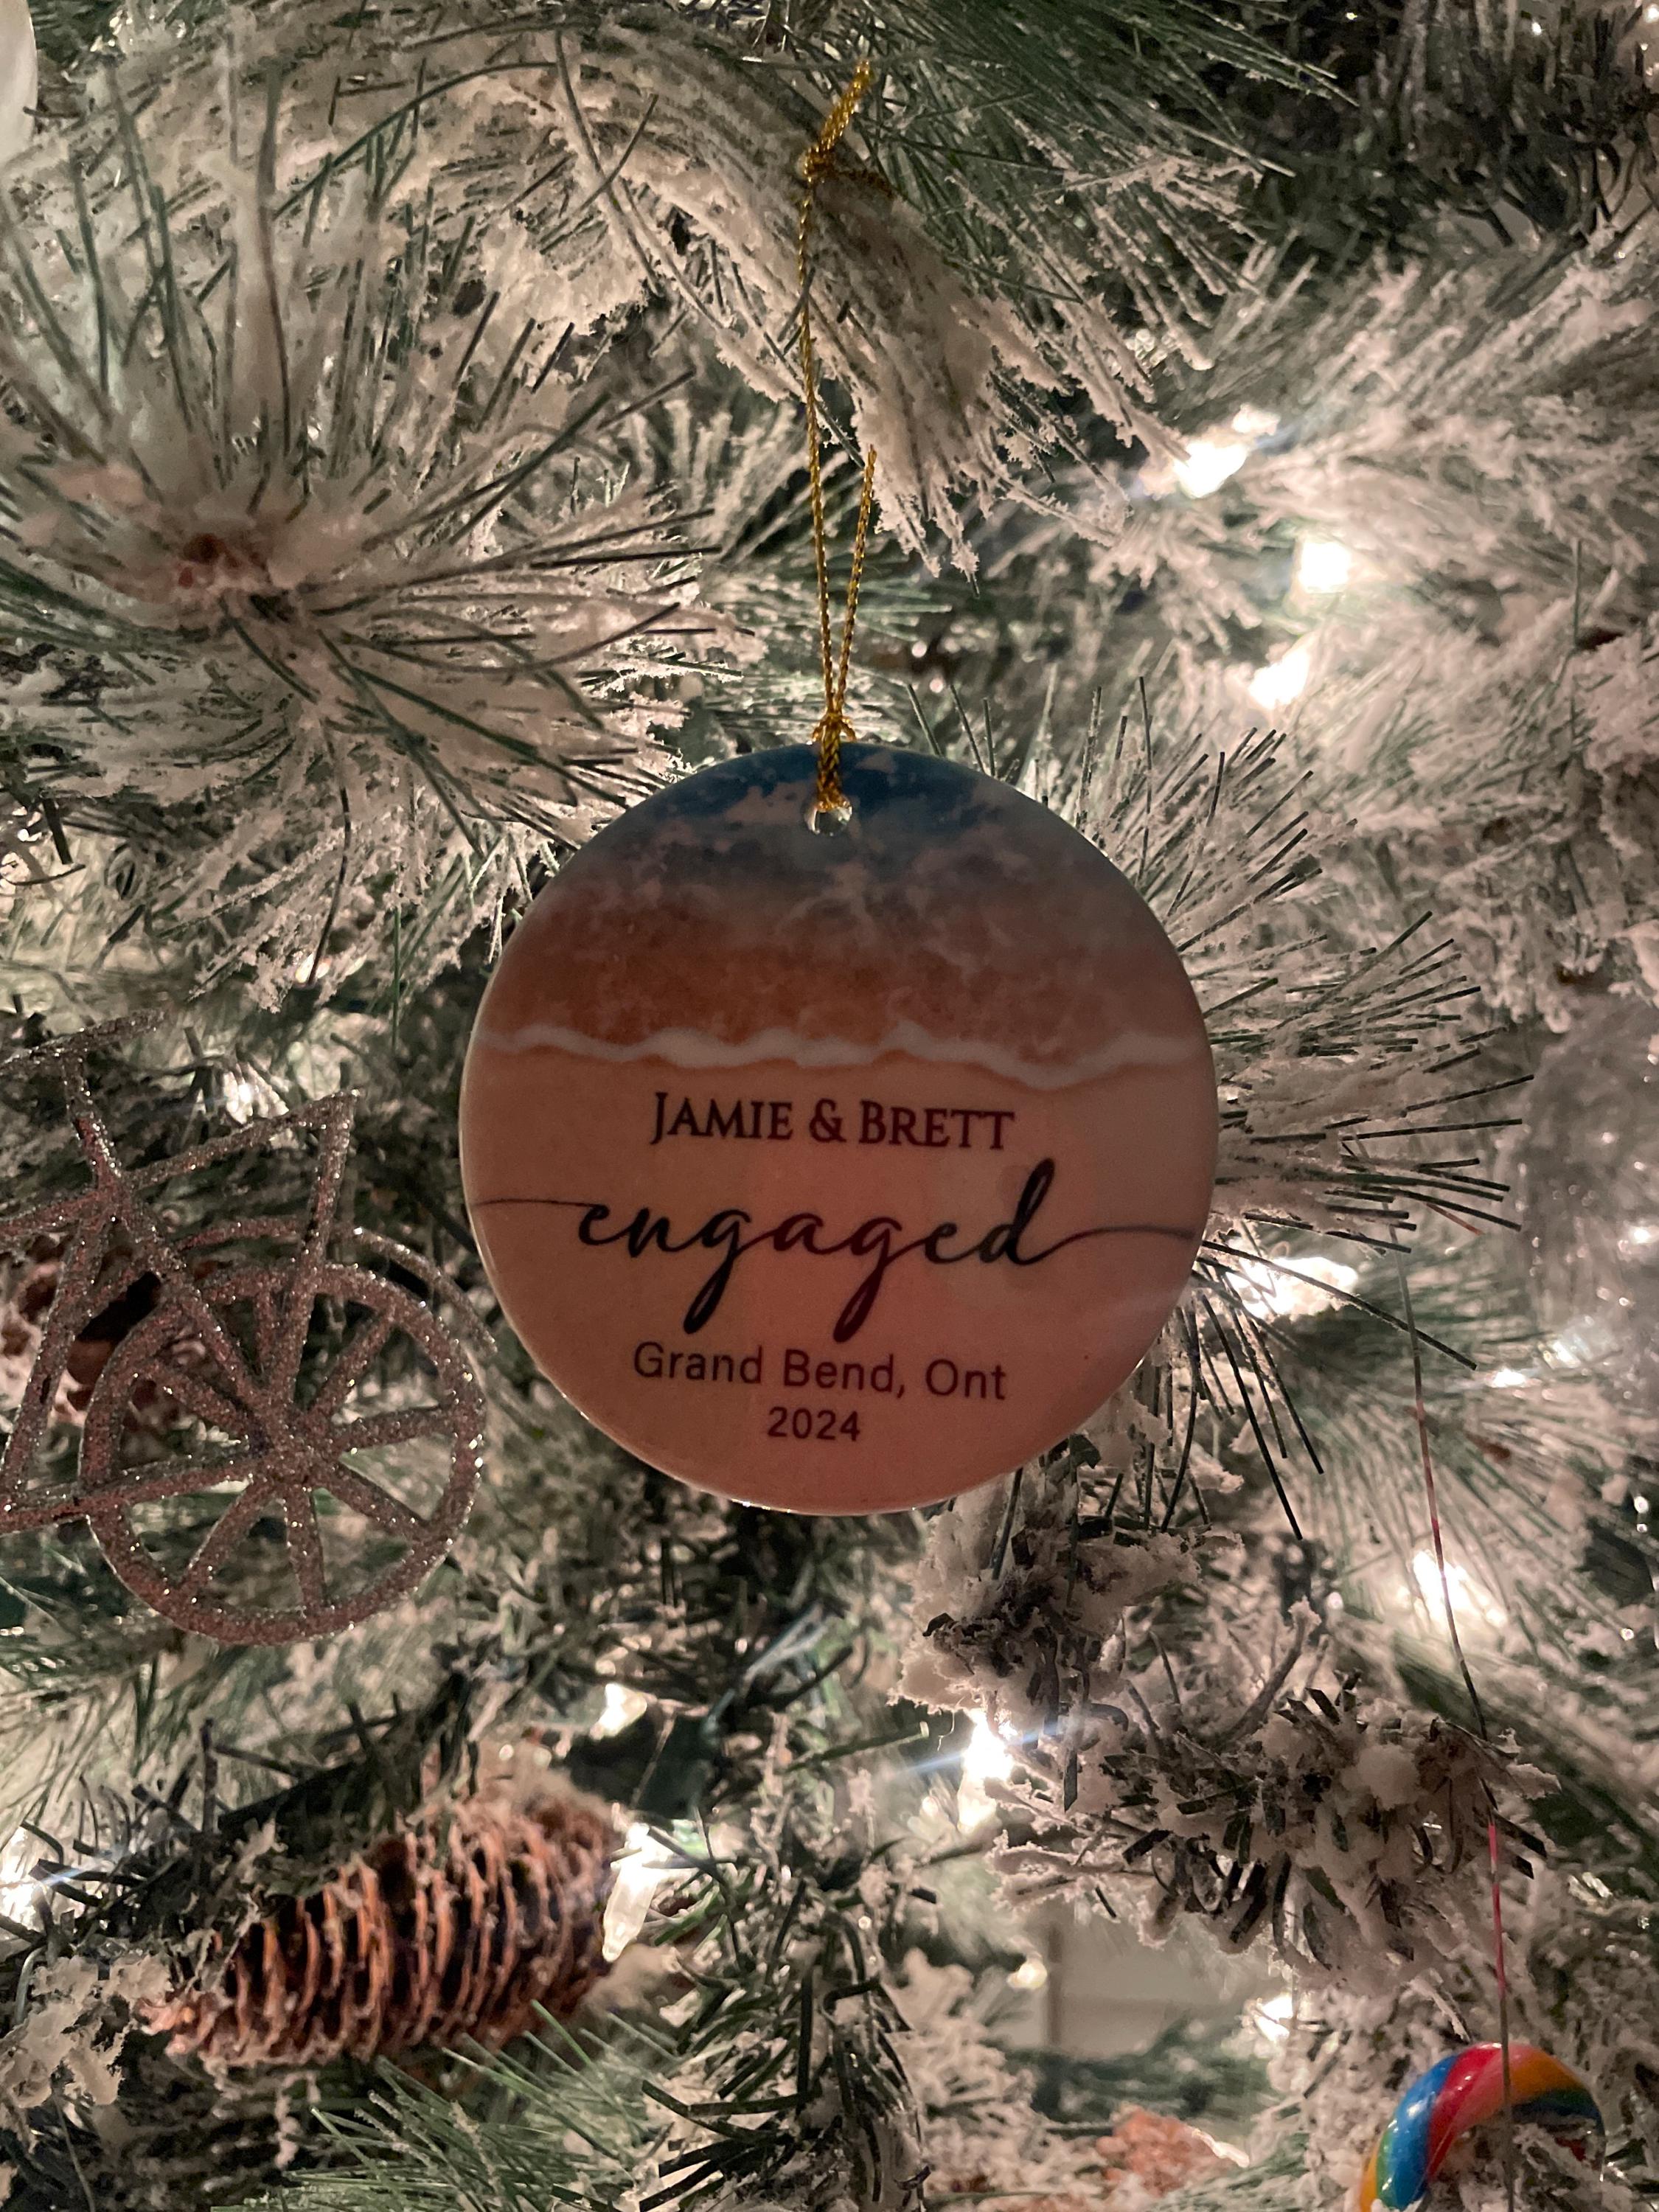 JAMIE & BRETT
engaged
Grand Bend, Ont
2024